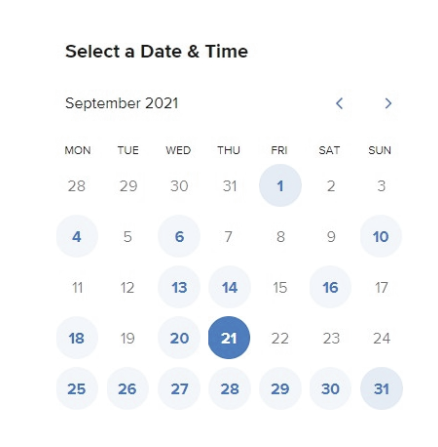 Select a Date & Time
September 2021
MON TUE WED THU FRI SAT SUN
28 29 30 31 1 2 3
4 5 6 7 8 9 10
11 12 13 14 15 16 17
18 19 20 21 22 23 24
25 26 27 28 29 30 31